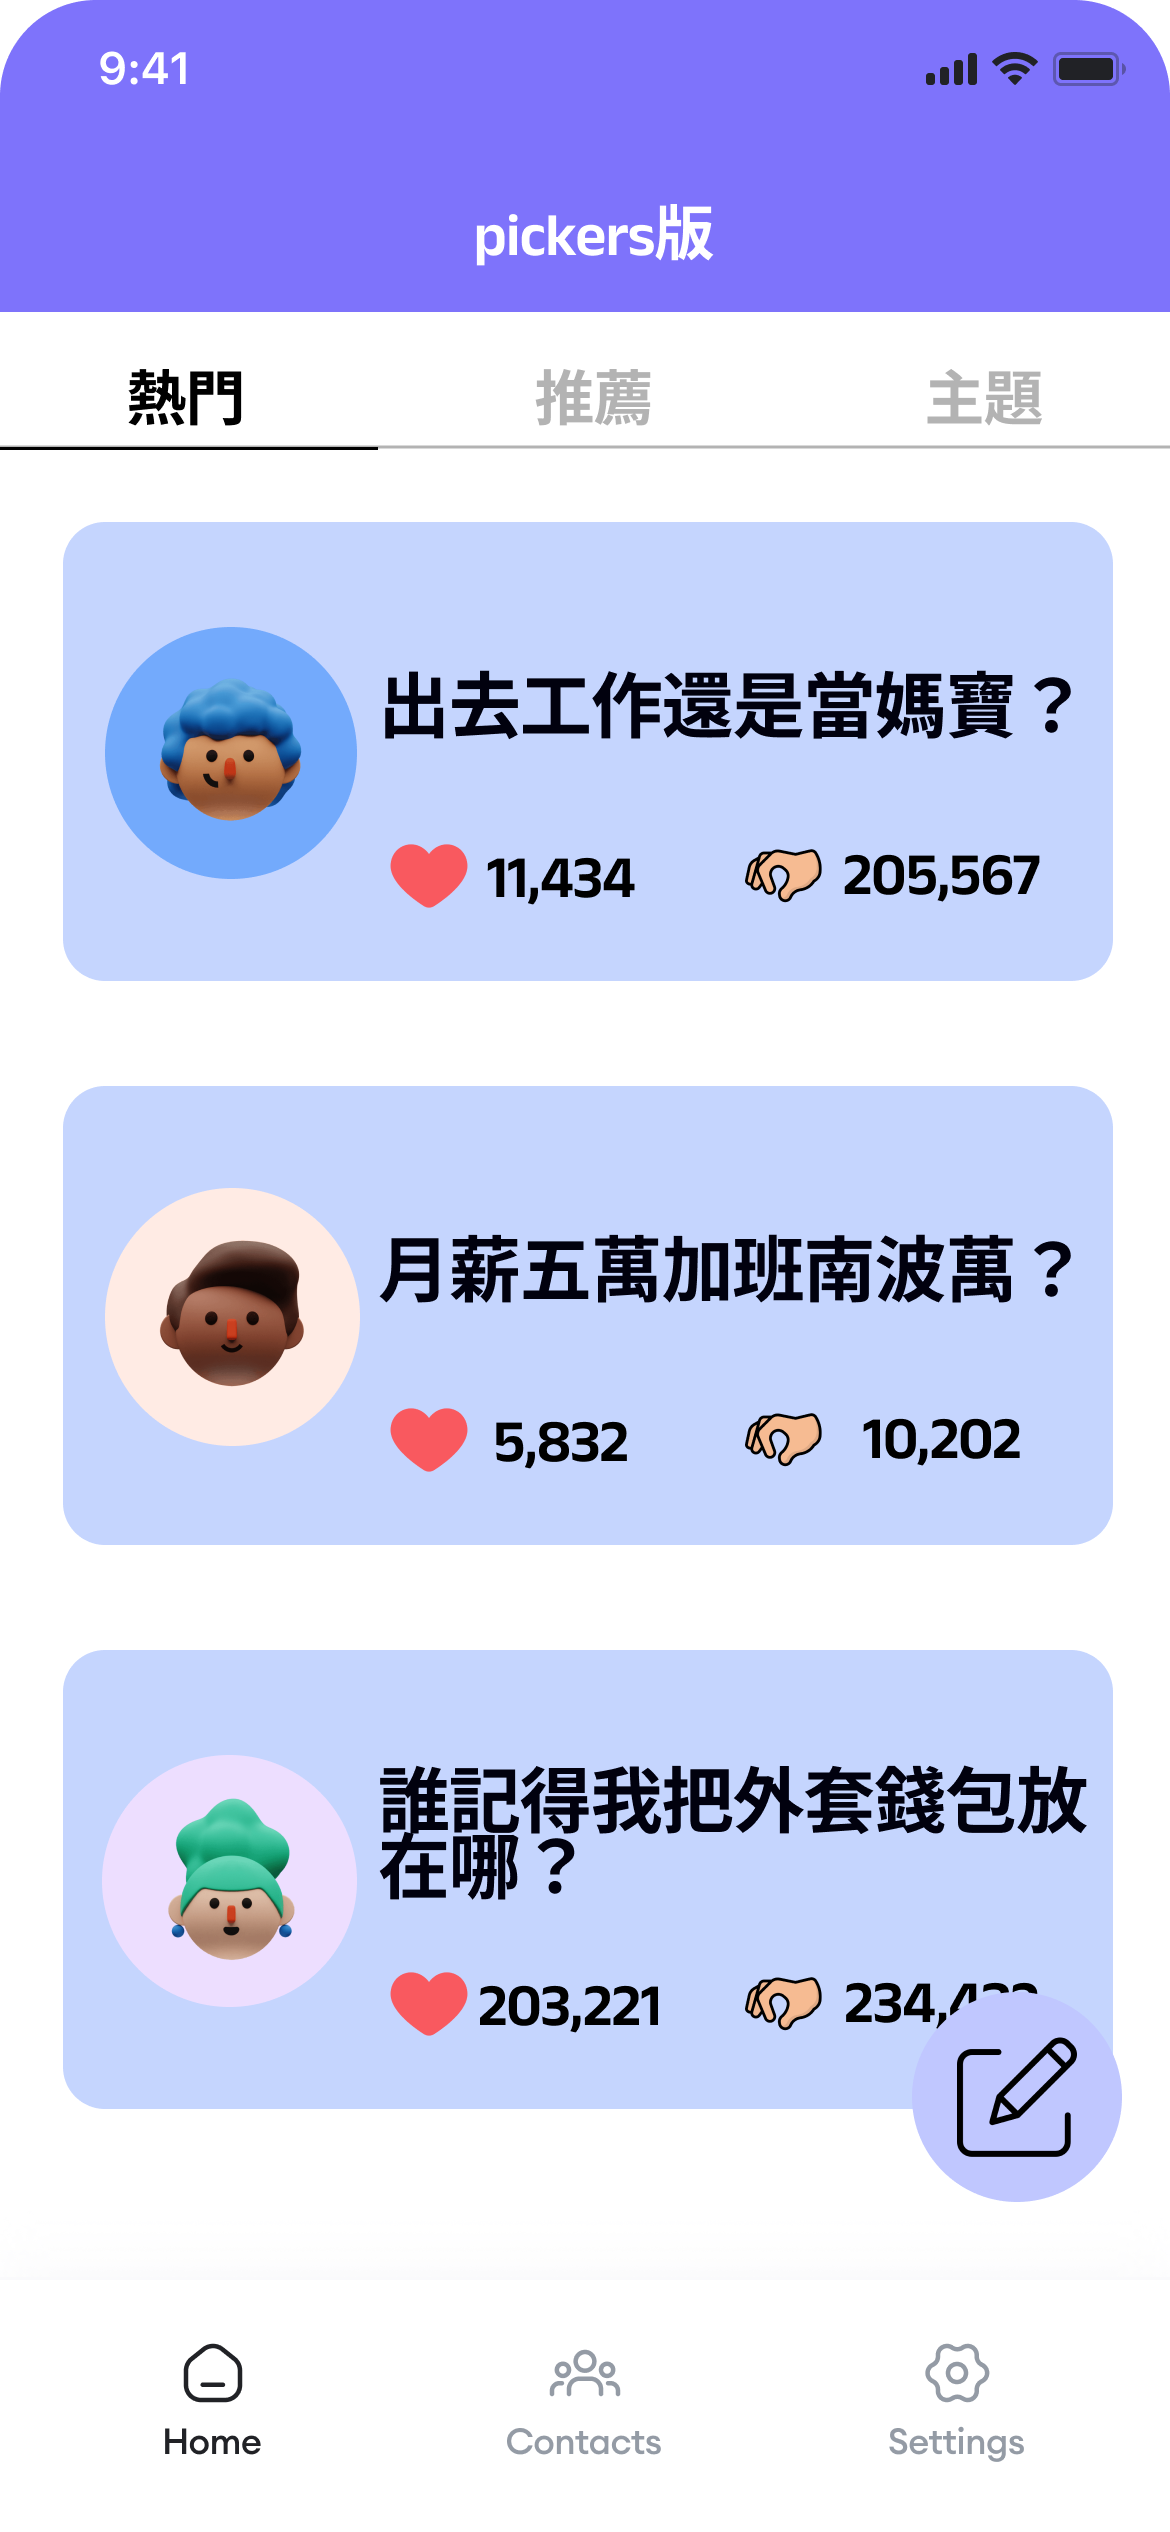 9:41
pickers版
熱門 推薦 主題
出去工作還是當媽寶？
11,434 205,567
月薪五萬加班南波萬？
5,832 10,202
誰記得我把外套錢包放
在哪？
203,221
Home Contacts Settings